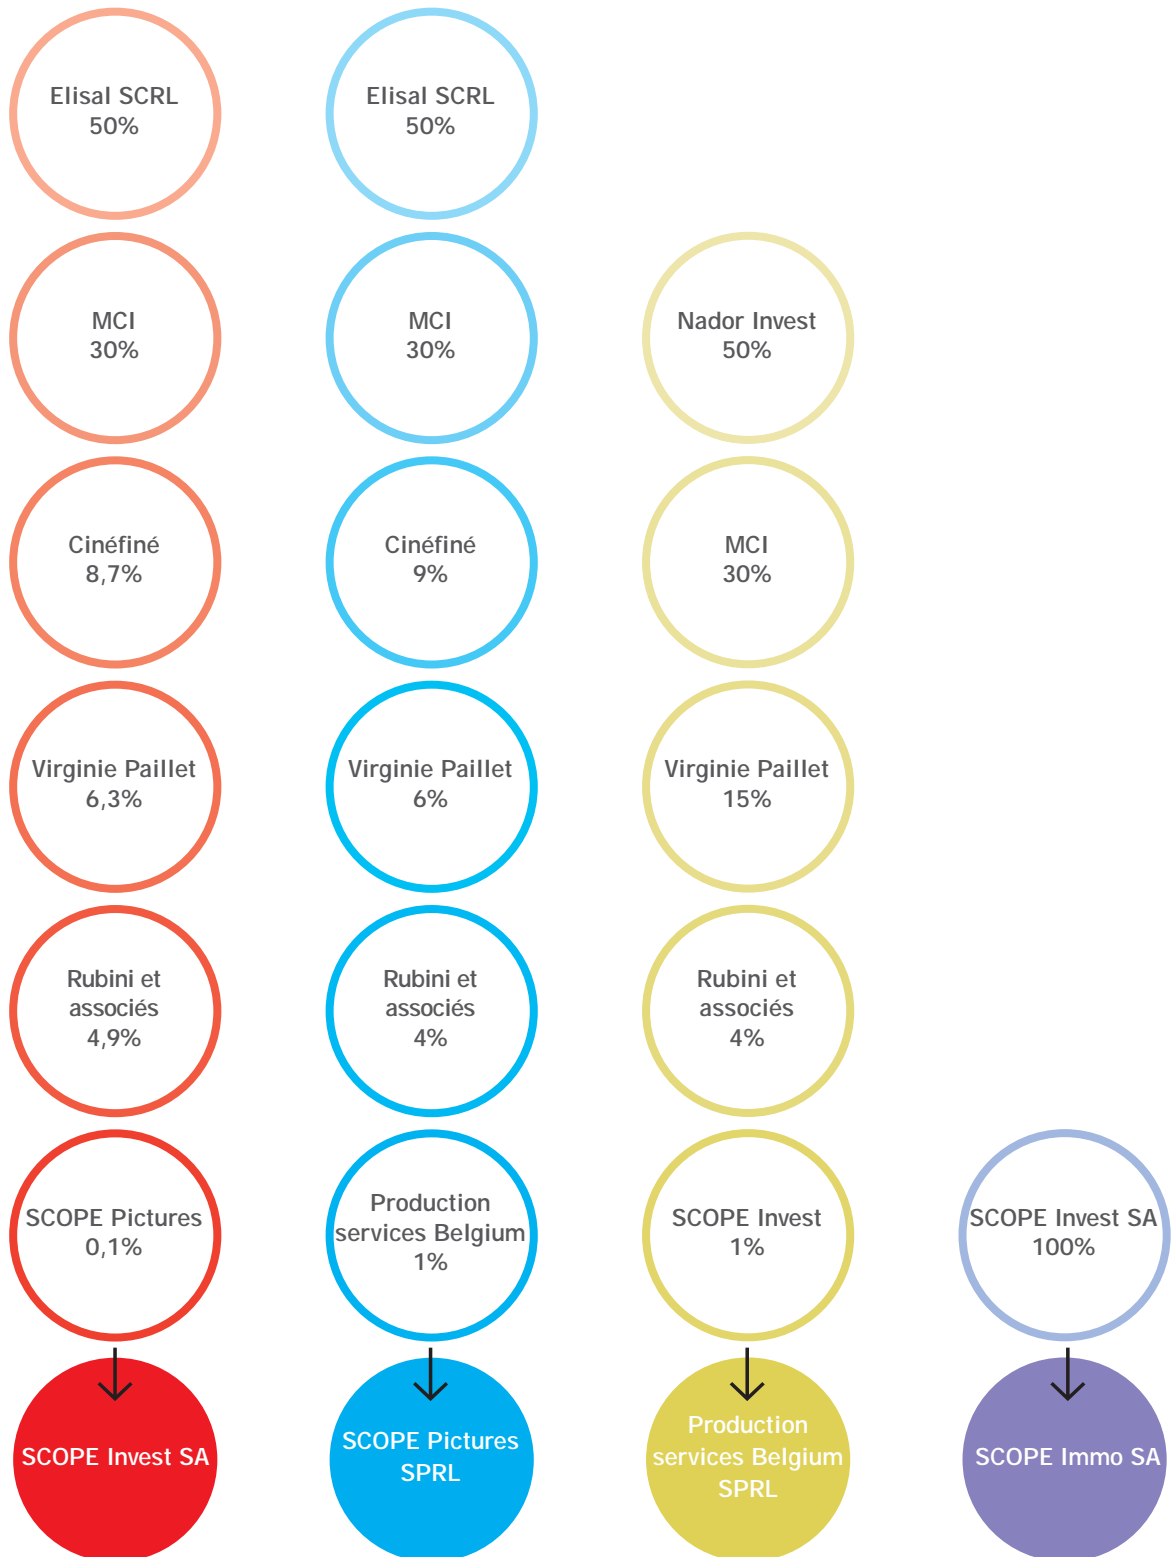 Elisal SCRL
50%
MCI
30%
Cinéfiné
8,7%
Virginie Paillet
6,3%
Rubini et
associés
4,9%
SCOPE Pictures
0,1%
SCOPE Invest SA
Elisal SCRL
50%
MCI
30%
Cinéfiné
9%
Virginie Paillet
6%
Rubini et
associés
4%
Production
services Belgium
1%
SCOPE Pictures
SPRL
Nador Invest
50%
MCI
30%
Virginie Paillet
15%
Rubini et
associés
4%
SCOPE Invest
1%
Production
services Belgium
SPRL
SCOPE Invest SA
100%
SCOPE Immo SA